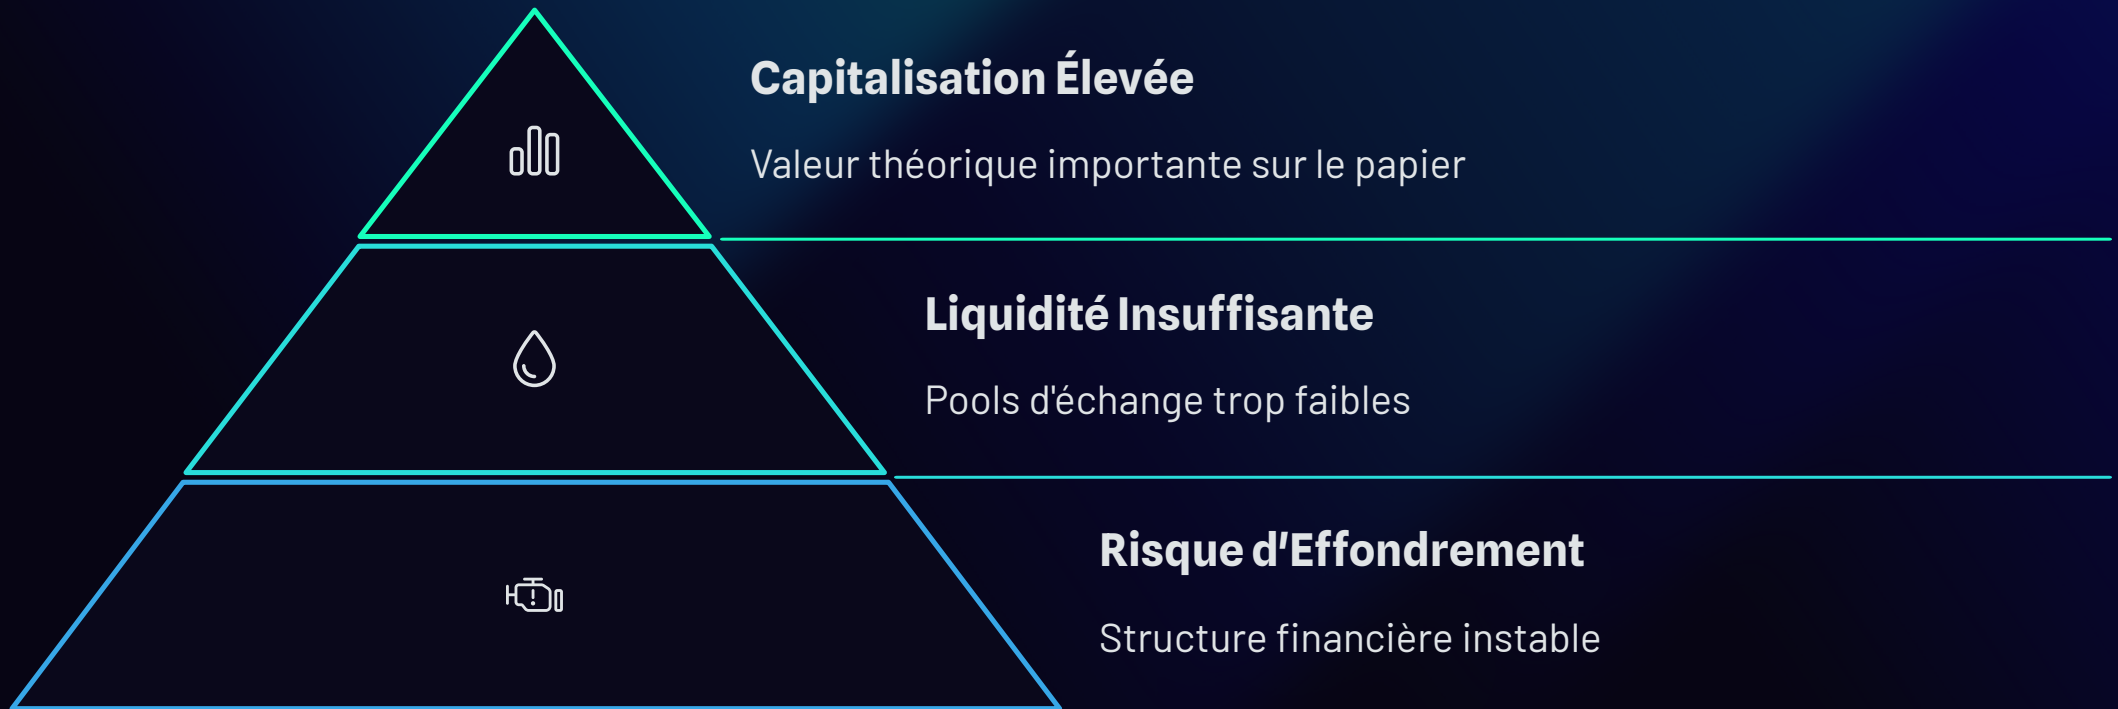 Capitalisation Élevée
Valeur théorique importante sur le papier
Liquidité Insuffisante
Pools d'échange trop faibles
Risque d'Effondrement
Structure financière instable